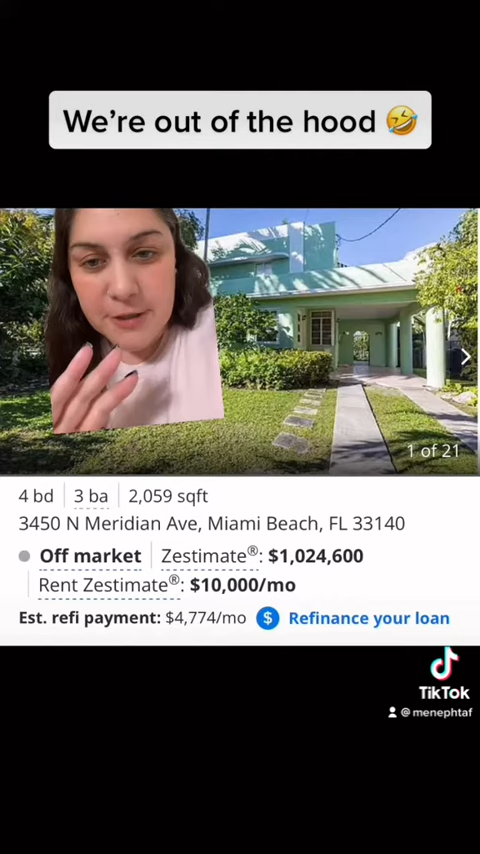 We're out of the hood 🤣
1 of 21
4 bd | 3 ba | 2,059 sqft
3450 N Meridian Ave, Miami Beach, FL 33140
Off market | Zestimate®: $1,024,600
| Rent Zestimate®: $10,000/mo
Est. refi payment: $4,774/mo $ Refinance your loan
TikTok
@menephtaf